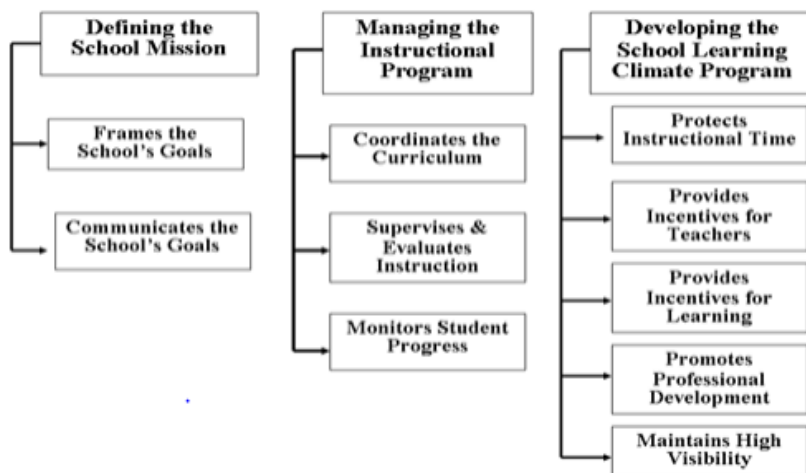 Defining the
School Mission
Frames the
School's Goals
Communicates the
School's Goals
Managing the
Instructional
Program
Coordinates the
Curriculum
Supervises &
Evaluates
Instruction
Monitors Student
Progress
Developing the
School Learning
Climate Program
Protects
Instructional Time
Provides
Incentives for
Teachers
Provides
Incentives for
Learning
Promotes
Professional
Development
Maintains High
Visibility